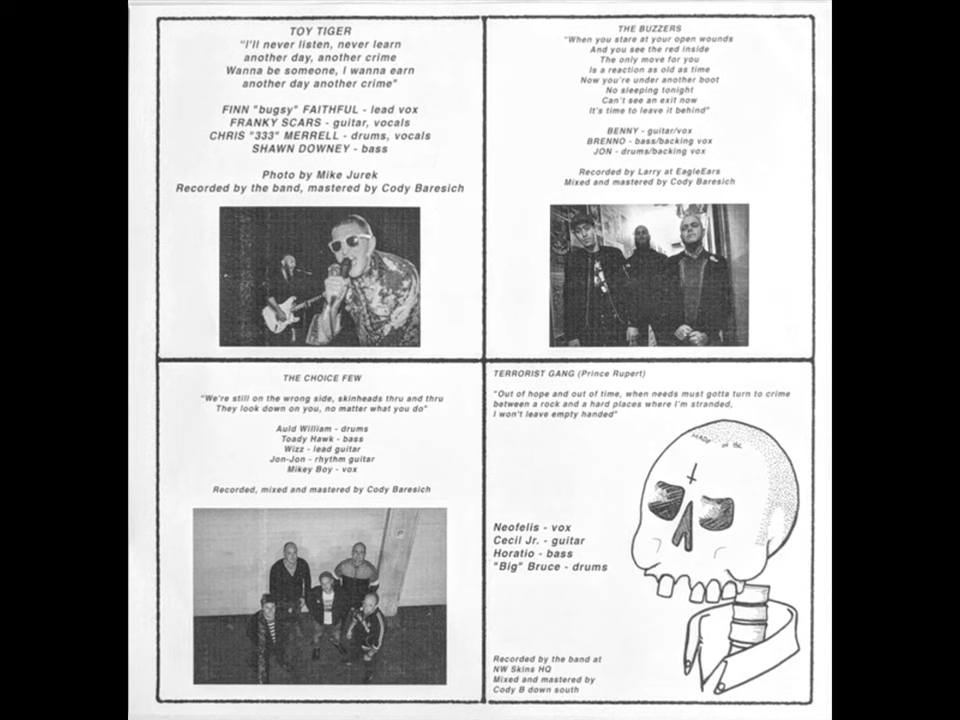 TOY TIGER
"I'll never listen, never learn
another day, another crime
Wanna be someone, I wanna earn
another day another crime"
FINN "bugsy" FAITHFUL - lead vox
FRANKY SCARS - guitar, vocals
CHRIS "333" MERRELL - drums, vocals
SHAWN DOWNEY - bass
Photo by Mike Jurek
Recorded by the band, mastered by Cody Baresich
THE BUZZERS
"When you stare at your open wounds
And you see the red inside
The only move for you
Is a reaction as old as time
Now you're under another boot
No sleeping tonight
Can't see an exit now
It's time to leave it behind"
BENNY - guitar/vox
BRENNO - bass/backing vox
JON - drums/backing vox
Recorded by Larry at EagleEars
Mixed and mastered by Cody Baresich
THE CHOICE FEW
"We're still on the wrong side, skinheads thru and thru
They look down on you, no matter what you do"
Auld William - drums
Toady Hawk - bass
Wizz - lead guitar
Jon-Jon - rhythm guitar
Mikey Boy - vox
Recorded, mixed and mastered by Cody Baresich
TERRORIST GANG (Prince Rupert)
"Out of hope and out of time, when needs must gotta turn to crime
between a rock and a hard places where I'm stranded,
I won't leave empty handed"
MADE OF BC
Neofelis - vox
Cecil Jr. - guitar
Horatio - bass
"Big" Bruce - drums
Recorded by the band at
NW Skins HQ
Mixed and mastered by
Cody B down south